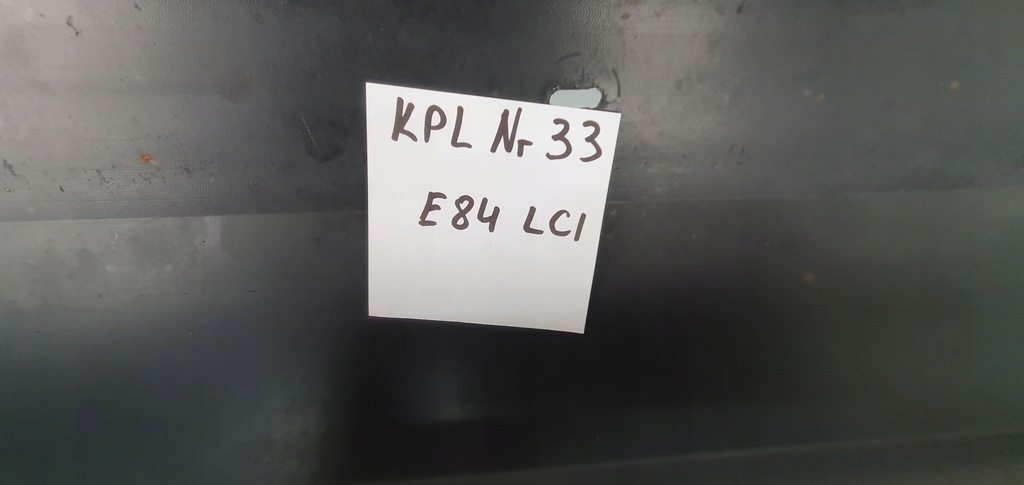 KPL Nr 33
E84 LCI